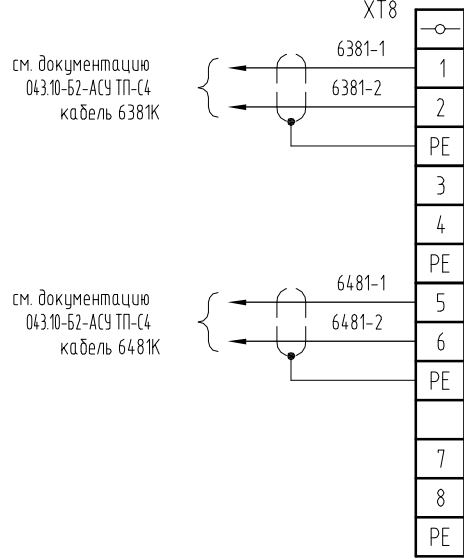 XT8
6381-1
см. документацию
043.10-Б2-АСУ ТП-С4
кабель 6381К
6381-2
1
2
PE
3
4
PE
6481-1
см. документацию
043.10-Б2-АСУ ТП-С4
кабель 6481К
6481-2
5
6
PE
7
8
PE